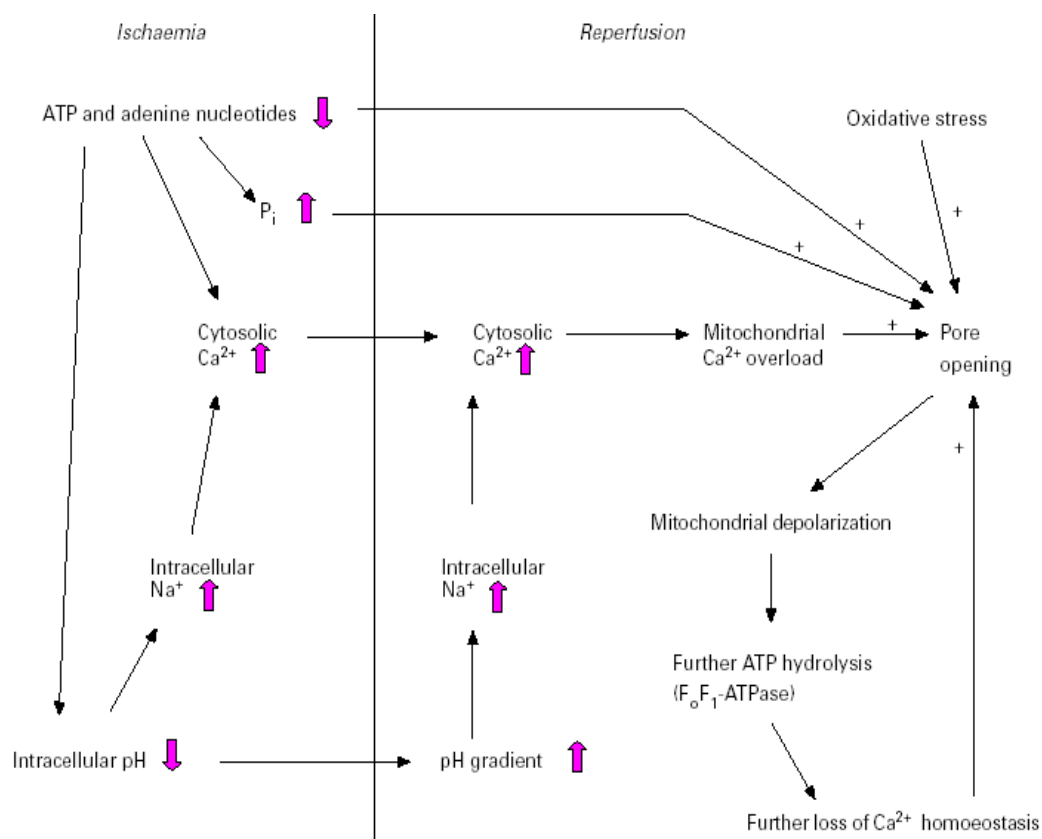 Ischaemia
Reperfusion
ATP and adenine nucleotides
Oxidative stress
Pᵢ
+
+
+
Cytosolic
Ca²⁺
Cytosolic
Ca²⁺
Mitochondrial
Ca²⁺ overload
+
Pore
opening
+
Mitochondrial depolarization
Intracellular
Na⁺
Intracellular
Na⁺
Further ATP hydrolysis
(FₒF₁-ATPase)
Intracellular pH
pH gradient
Further loss of Ca²⁺ homoeostasis